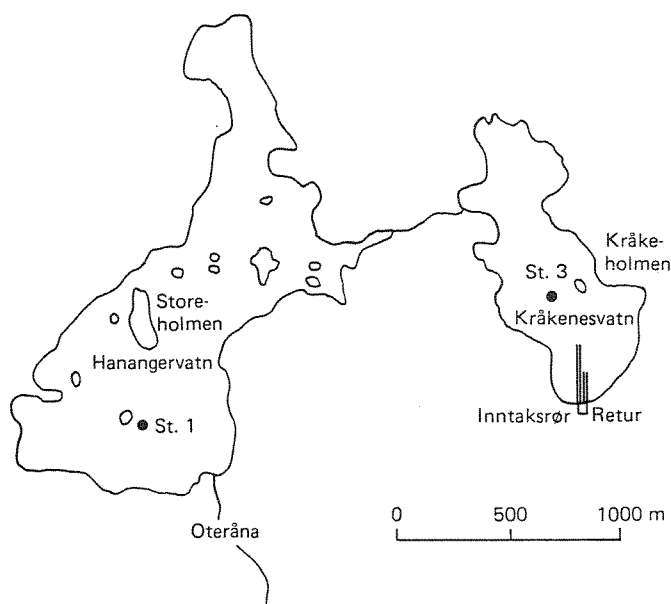 Kråke-
holmen
St. 3
Kråkenesvatn
Store-
holmen
Hanangervatn
St. 1
Inntaksrør Retur
Oteråna
0 500 1000 m